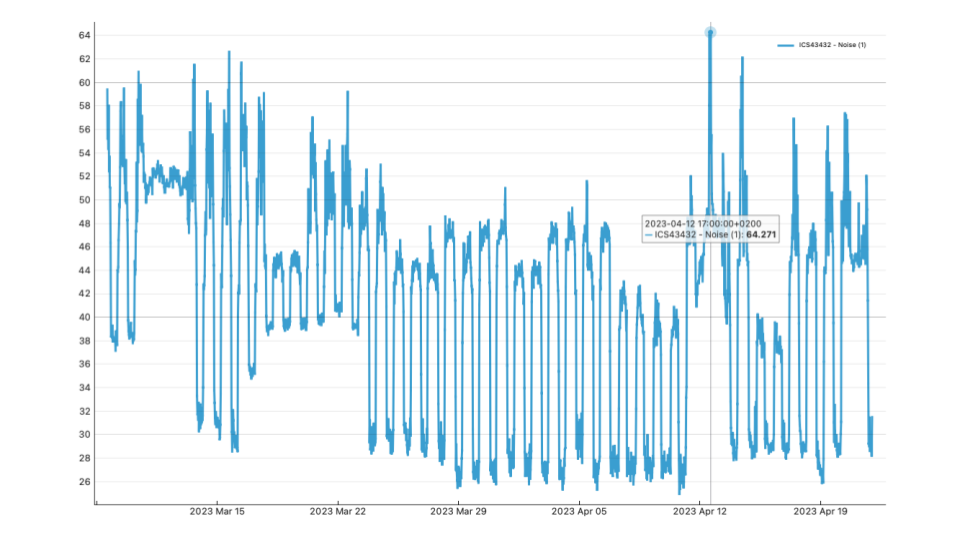 64
62
60
58
56
54
52
50
48
46
44
42
40
38
36
34
32
30
28
26
ICS43432 - Noise (1)
2023-04-12 17:00:00+0200
ICS43432 - Noise (1): 64.271
2023 Mar 15
2023 Mar 22
2023 Mar 29
2023 Apr 05
2023 Apr 12
2023 Apr 19